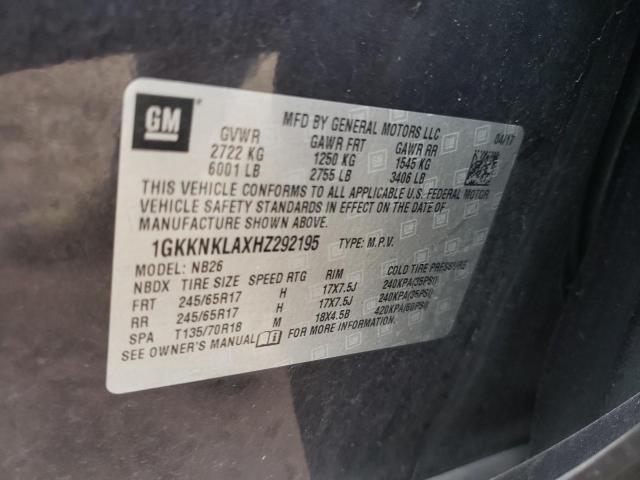 GM
MFD BY GENERAL MOTORS LLC 04/17
GVWR GAWR FRT GAWR RR
2722 KG 1250 KG 1545 KG
6001 LB 2755 LB 3406 LB
THIS VEHICLE CONFORMS TO ALL APPLICABLE U.S. FEDERAL MOTOR
VEHICLE SAFETY STANDARDS IN EFFECT ON THE DATE OF
MANUFACTURE SHOWN ABOVE.
1GKKNKLAXHZ292195 TYPE: M.P.V.
MODEL: NB26
NBDX TIRE SIZE SPEED RTG RIM COLD TIRE PRESSURE
FRT 245/65R17 H 17X7.5J 240KPA(35PSI)
RR 245/65R17 H 17X7.5J 240KPA(35PSI)
SPA T135/70R18 M 18X4.5B 420KPA(60PSI)
SEE OWNER'S MANUAL FOR MORE INFORMATION.